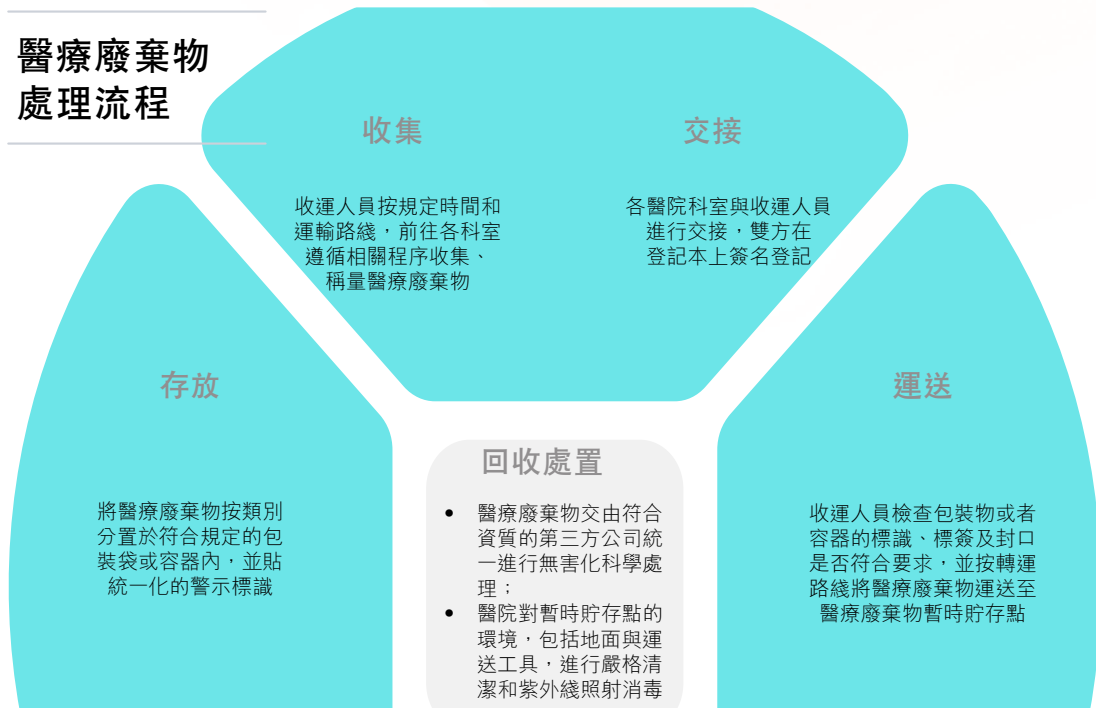 醫療廢棄物
處理流程
收集
收運人員按規定時間和
運輸路綫，前往各科室
遵循相關程序收集、
稱量醫療廢棄物
交接
各醫院科室與收運人員
進行交接，雙方在
登記本上簽名登記
存放
將醫療廢棄物按類別
分置於符合規定的包
裝袋或容器內，並貼
統一化的警示標識
回收處置
• 醫療廢棄物交由符合
資質的第三方公司統
一進行無害化科學處
理；
• 醫院對暫時貯存點的
環境，包括地面與運
送工具，進行嚴格清
潔和紫外綫照射消毒
運送
收運人員檢查包裝物或者
容器的標識、標簽及封口
是否符合要求，並按轉運
路綫將醫療廢棄物運送至
醫療廢棄物暫時貯存點